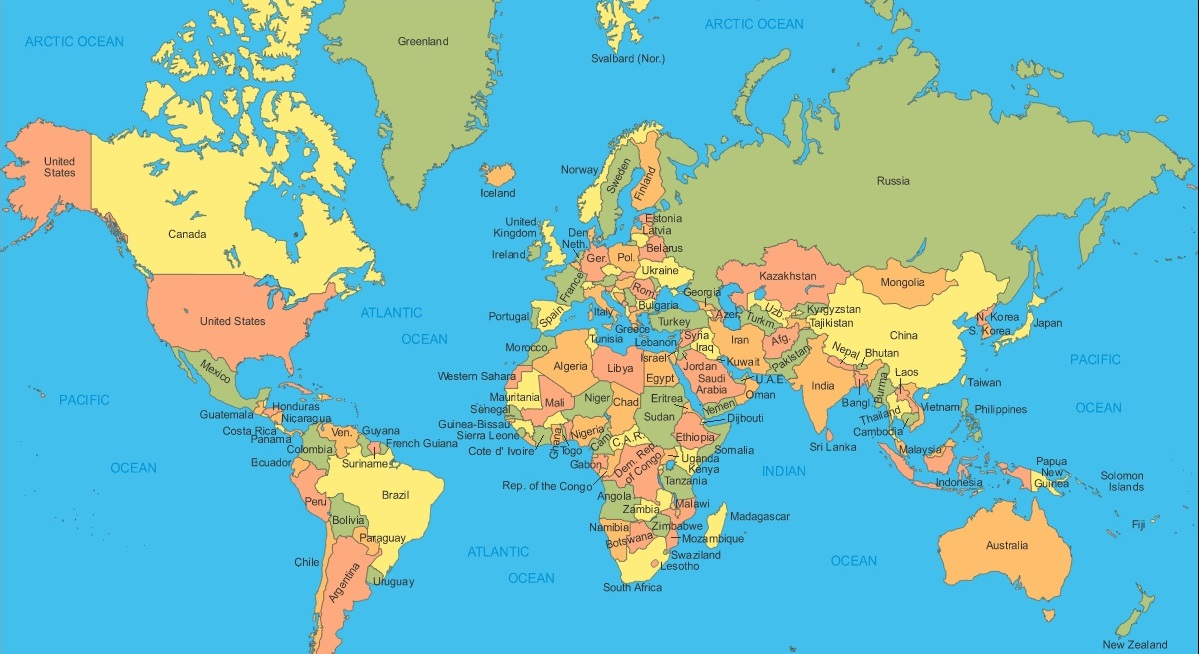 ARCTIC OCEAN
ARCTIC OCEAN
Greenland
Svalbard (Nor.)
United
States
Canada
Iceland
Norway
Sweden
Finland
Russia
United
Kingdom
Ireland
Den.
Neth.
Estonia
Latvia
Belarus
Ger.
Pol.
Ukraine
France
Rom.
Bulgaria
Italy
Spain
Portugal
Greece
Turkey
Georgia
Azer.
Kazakhstan
Uzb.
Turkm.
Kyrgyzstan
Tajikistan
Mongolia
China
N. Korea
S. Korea
Japan
United States
ATLANTIC
OCEAN
PACIFIC
OCEAN
Mexico
Guatemala
Honduras
Nicaragua
Costa Rica
Panama
Ven.
Guyana
French Guiana
Suriname
Colombia
Ecuador
Peru
Brazil
Bolivia
Paraguay
Chile
Argentina
Uruguay
Morocco
Tunisia
Algeria
Libya
Egypt
Western Sahara
Mauritania
Mali
Niger
Chad
Sudan
Eritrea
Senegal
Guinea-Bissau
Sierra Leone
Cote d' Ivoire
Ghana
Togo
Nigeria
Cam.
C.A.R.
Ethiopia
Djibouti
Somalia
Gabon
Rep. of the Congo
Dem. Rep.
of Congo
Uganda
Kenya
Tanzania
Angola
Zambia
Malawi
Namibia
Botswana
Zimbabwe
Mozambique
Madagascar
Swaziland
Lesotho
South Africa
Lebanon
Israel
Syria
Iraq
Jordan
Saudi
Arabia
Kuwait
Iran
Afg.
Pakistan
U.A.E.
Oman
Yemen
India
Nepal
Bhutan
Bangl.
Burma
Laos
Thailand
Vietnam
Cambodia
Sri Lanka
Taiwan
Philippines
Malaysia
Indonesia
Papua
New
Guinea
Solomon
Islands
Fiji
Australia
New Zealand
PACIFIC
OCEAN
INDIAN
OCEAN
ATLANTIC
OCEAN